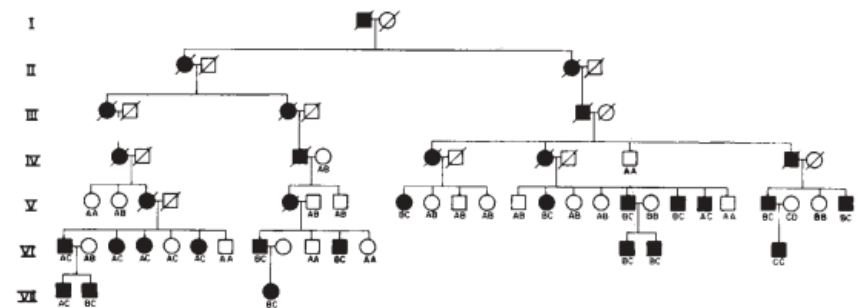 I
II
III
IV
AB
AA
V
AA AB AB AB BC AB AB AB AB BC AB AB BC BB BC AC AA BC CD BB BC
VI
AC AB AC AC AC AC AA BC AA BC AA BC BC CC
VII
AC BC BC